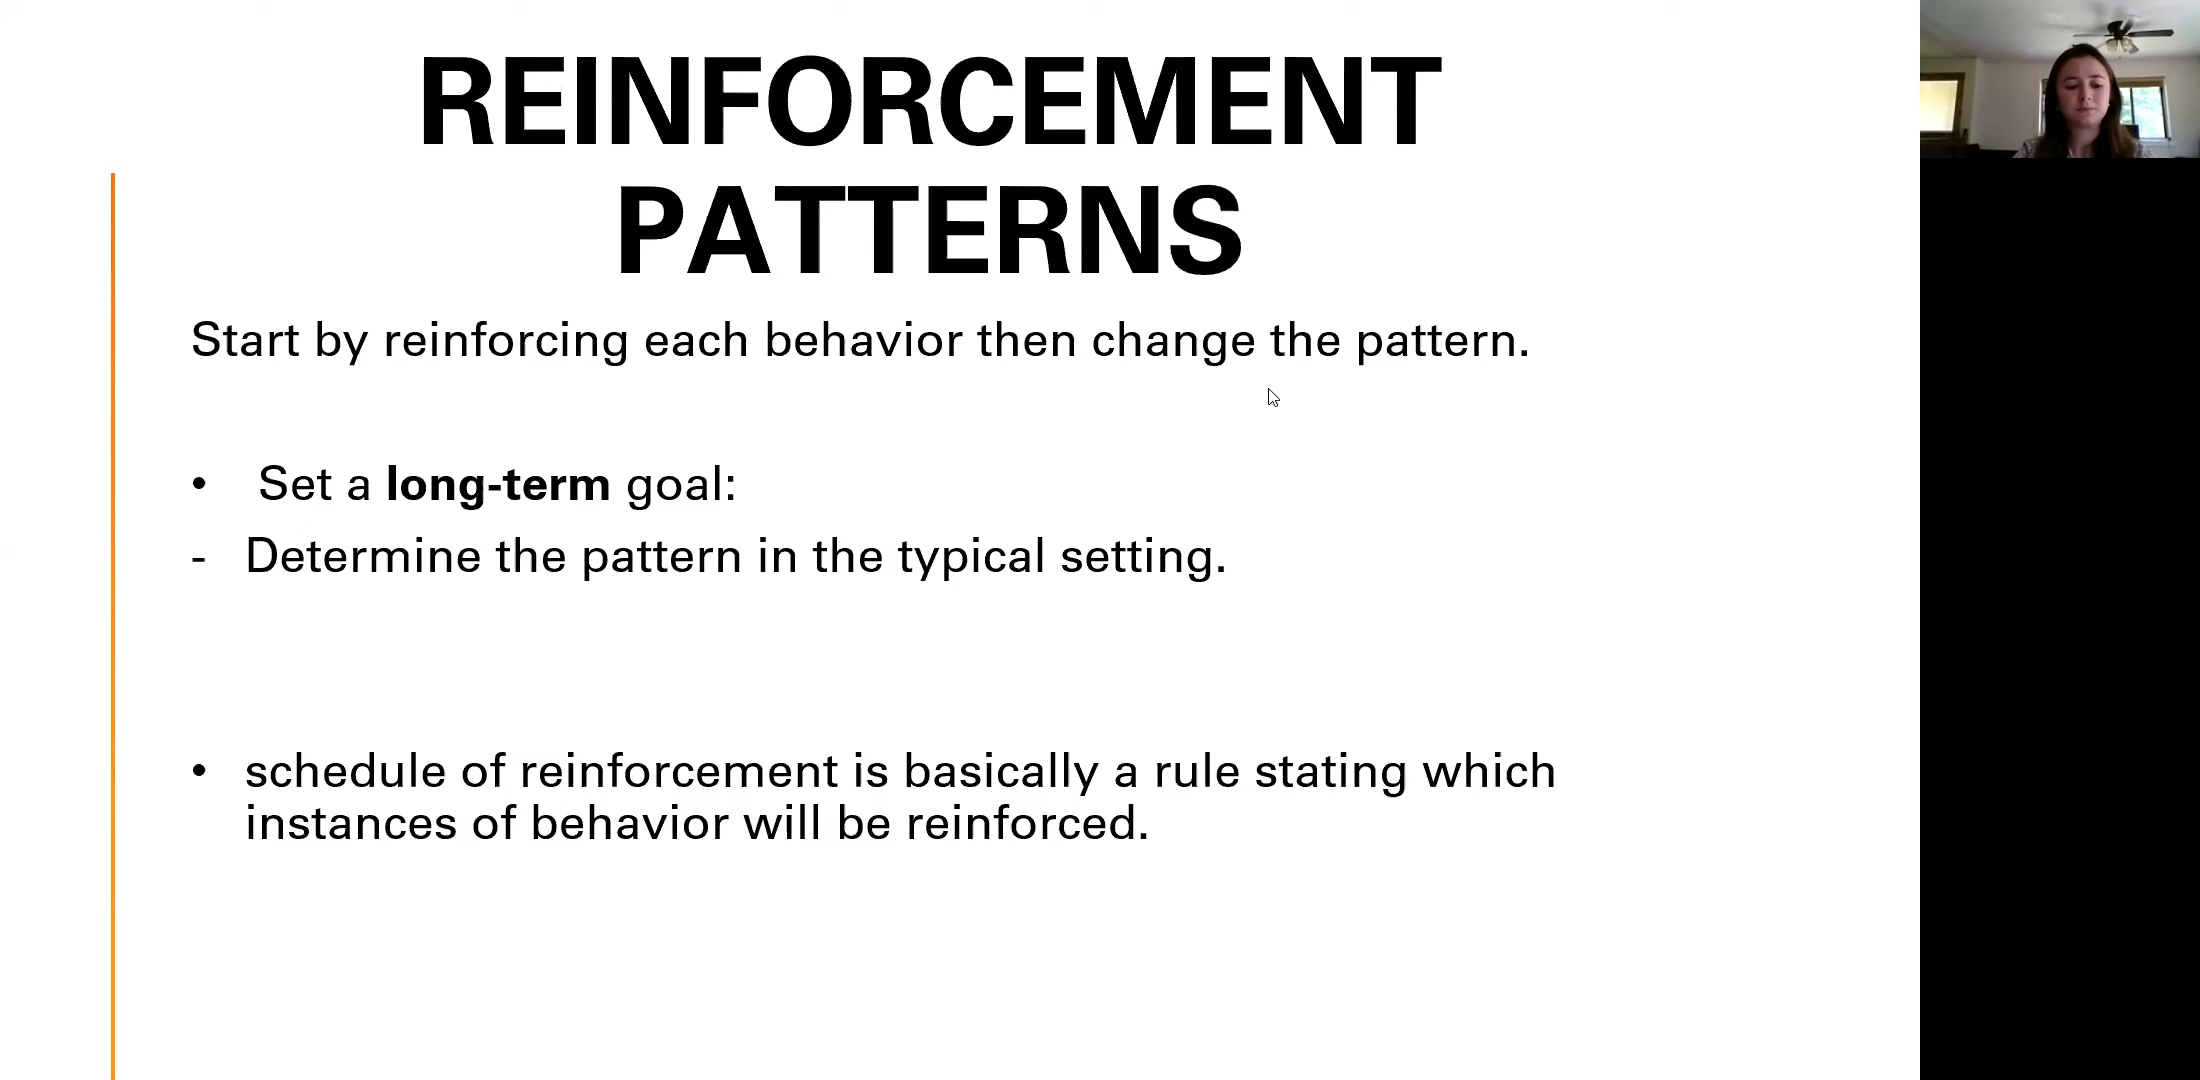 REINFORCEMENT
PATTERNS
Start by reinforcing each behavior then change the pattern.
• Set a long-term goal:
- Determine the pattern in the typical setting.
• schedule of reinforcement is basically a rule stating which
instances of behavior will be reinforced.